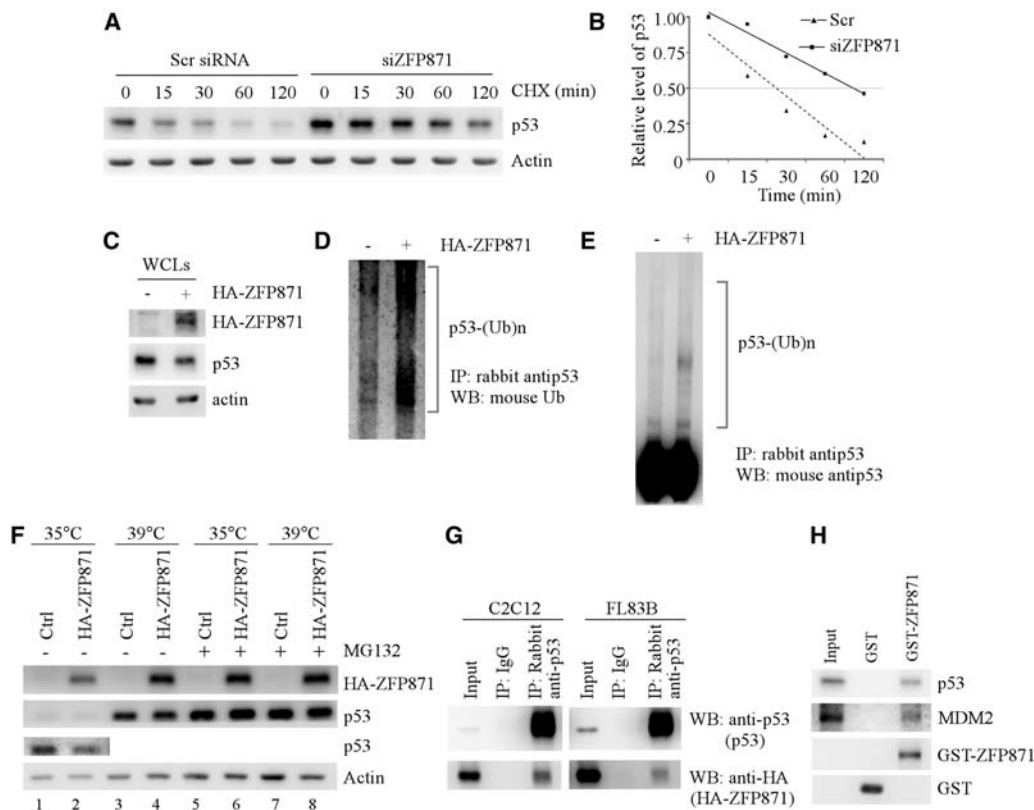 A
Scr siRNA siZFP871
0 15 30 60 120 0 15 30 60 120 CHX (min)
p53
Actin
B
Scr
siZFP871
Relative level of p53
1.00
0.75
0.50
0.25
0
0 15 30 60 120
Time (min)
C
WCLs
- + HA-ZFP871
HA-ZFP871
p53
actin
D
- + HA-ZFP871
p53-(Ub)n
IP: rabbit antip53
WB: mouse Ub
E
- + HA-ZFP871
p53-(Ub)n
IP: rabbit antip53
WB: mouse antip53
F
35°C 39°C 35°C 39°C
Ctrl HA-ZFP871 Ctrl HA-ZFP871 Ctrl HA-ZFP871 Ctrl HA-ZFP871
- - - - + + + + MG132
HA-ZFP871
p53
p53
Actin
1 2 3 4 5 6 7 8
G
C2C12 FL83B
Input IP: IgG IP: Rabbit anti-p53 Input IP: IgG IP: Rabbit anti-p53
WB: anti-p53
(p53)
WB: anti-HA
(HA-ZFP871)
H
Input GST GST-ZFP871
p53
MDM2
GST-ZFP871
GST